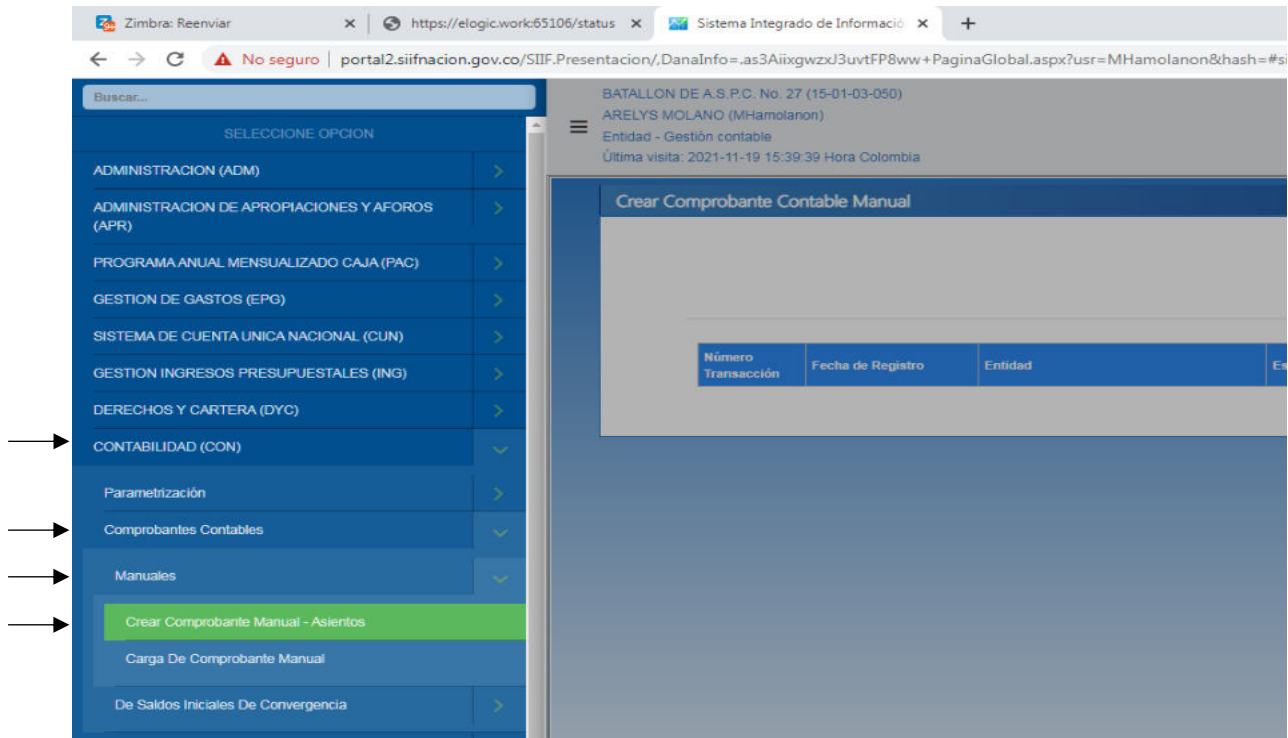 Zimbra: Reenviar
https://elogic.work:65106/status
Sistema Integrado de Informació
No seguro
portal2.siifnacion.gov.co/SIIF.Presentacion/,DanaInfo=.as3AiixgwzxJ3uvtFP8ww+PaginaGlobal.aspx?usr=MHamolanon&hash=#si
Buscar...
SELECCIONE OPCION
ADMINISTRACION (ADM)
ADMINISTRACION DE APROPIACIONES Y AFOROS
(APR)
PROGRAMA ANUAL MENSUALIZADO CAJA (PAC)
GESTION DE GASTOS (EPG)
SISTEMA DE CUENTA UNICA NACIONAL (CUN)
GESTION INGRESOS PRESUPUESTALES (ING)
DERECHOS Y CARTERA (DYC)
CONTABILIDAD (CON)
Parametrización
Comprobantes Contables
Manuales
Crear Comprobante Manual - Asientos
Carga De Comprobante Manual
De Saldos Iniciales De Convergencia
BATALLON DE A.S.P.C. No. 27 (15-01-03-050)
ARELYS MOLANO (MHamolanon)
Entidad - Gestión contable
Última visita: 2021-11-19 15:39:39 Hora Colombia
Crear Comprobante Contable Manual
Número
Transacción
Fecha de Registro
Entidad
Es